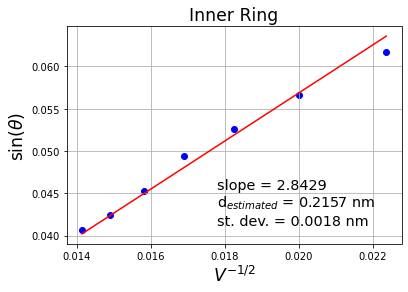 Inner Ring
sin(θ)
0.060
0.055
0.050
0.045
0.040
slope = 2.8429
d_estimated = 0.2157 nm
st. dev. = 0.0018 nm
0.014 0.016 0.018 0.020 0.022
V^{-1/2}